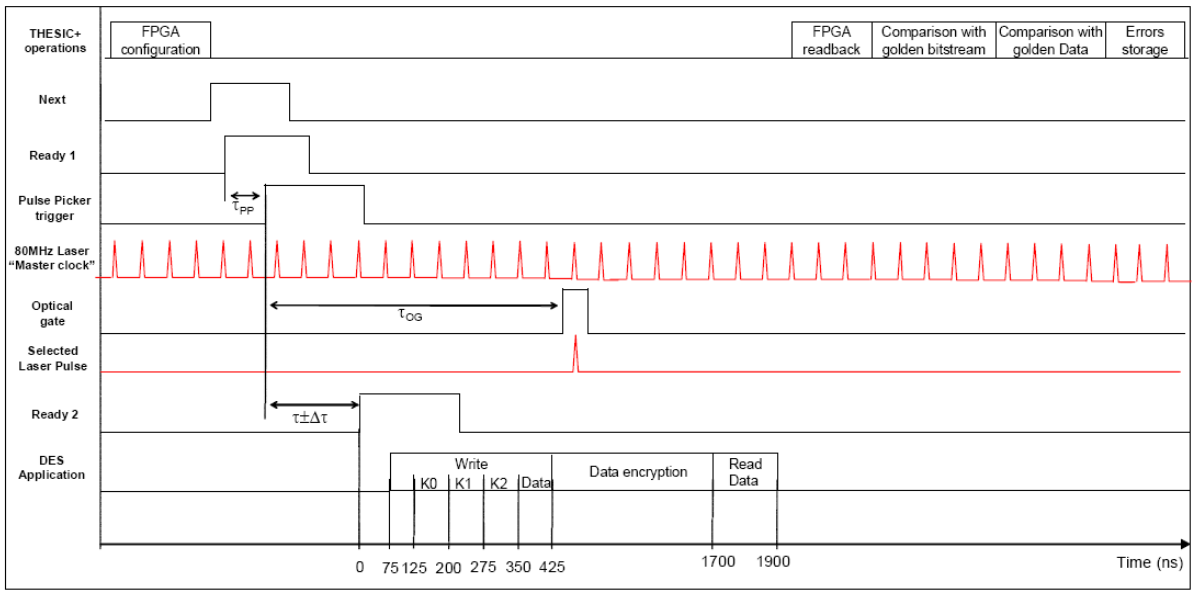 THESIC+
operations
FPGA
configuration
FPGA
readback
Comparison with
golden bitstream
Comparison with
golden Data
Errors
storage
Next
Ready 1
Pulse Picker
trigger
τPP
80MHz Laser
“Master clock”
Optical
gate
τOG
Selected
Laser Pulse
Ready 2
τ±Δτ
DES
Application
Write
K0 K1 K2 Data
Data encryption
Read
Data
0 75 125 200 275 350 425 1700 1900 Time (ns)